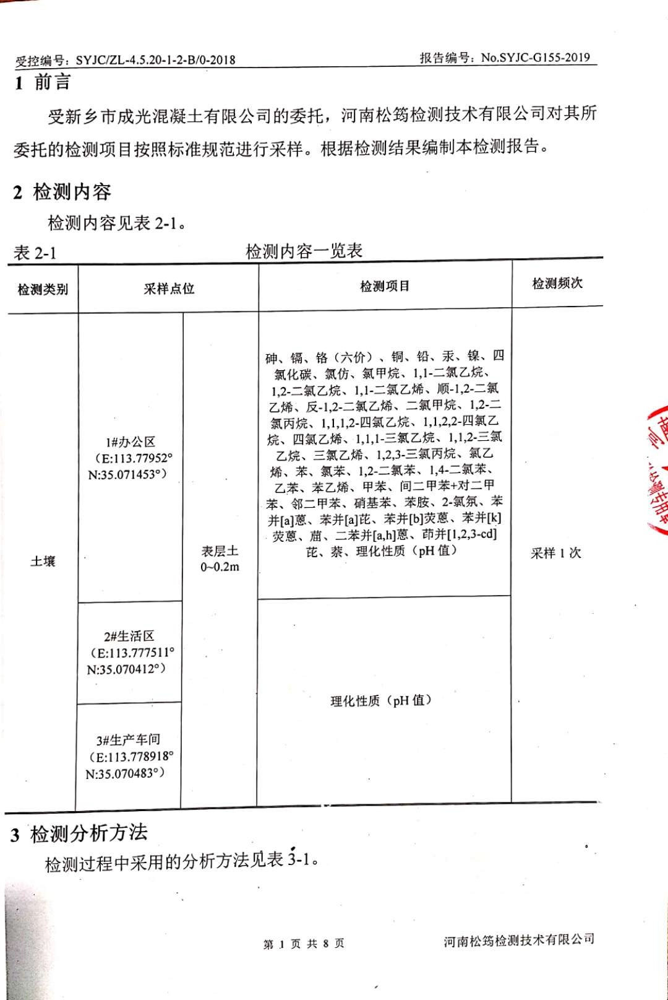 受控编号：SYJC/ZL-4.5.20-1-2-B/0-2018
报告编号：No.SYJC-G155-2019
1 前言
受新乡市成光混凝土有限公司的委托，河南松筠检测技术有限公司对其所
委托的检测项目按照标准规范进行采样。根据检测结果编制本检测报告。
2 检测内容
检测内容见表 2-1。
表 2-1
检测内容一览表
检测类别
采样点位
检测项目
检测频次
土壤
1#办公区
（E:113.77952°
N:35.071453°）
表层土
0~0.2m
砷、镉、铬（六价）、铜、铅、汞、镍、四
氯化碳、氯仿、氯甲烷、1,1-二氯乙烷、
1,2-二氯乙烷、1,1-二氯乙烯、顺-1,2-二氯
乙烯、反-1,2-二氯乙烯、二氯甲烷、1,2-二
氯丙烷、1,1,1,2-四氯乙烷、1,1,2,2-四氯乙
烷、四氯乙烯、1,1,1-三氯乙烷、1,1,2-三氯
乙烷、三氯乙烯、1,2,3-三氯丙烷、氯乙
烯、苯、氯苯、1,2-二氯苯、1,4-二氯苯、
乙苯、苯乙烯、甲苯、间二甲苯+对二甲
苯、邻二甲苯、硝基苯、苯胺、2-氯氛、苯
并[a]蒽、苯并[a]芘、苯并[b]荧蒽、苯并[k]
荧蒽、䓛、二苯并[a,h]蒽、茚并[1,2,3-cd]
芘、萘、理化性质（pH 值）
采样 1 次
2#生活区
（E:113.777511°
N:35.070412°）
理化性质（pH 值）
3#生产车间
（E:113.778918°
N:35.070483°）
3 检测分析方法
检测过程中采用的分析方法见表 3-1。
第 1 页 共 8 页
河南松筠检测技术有限公司